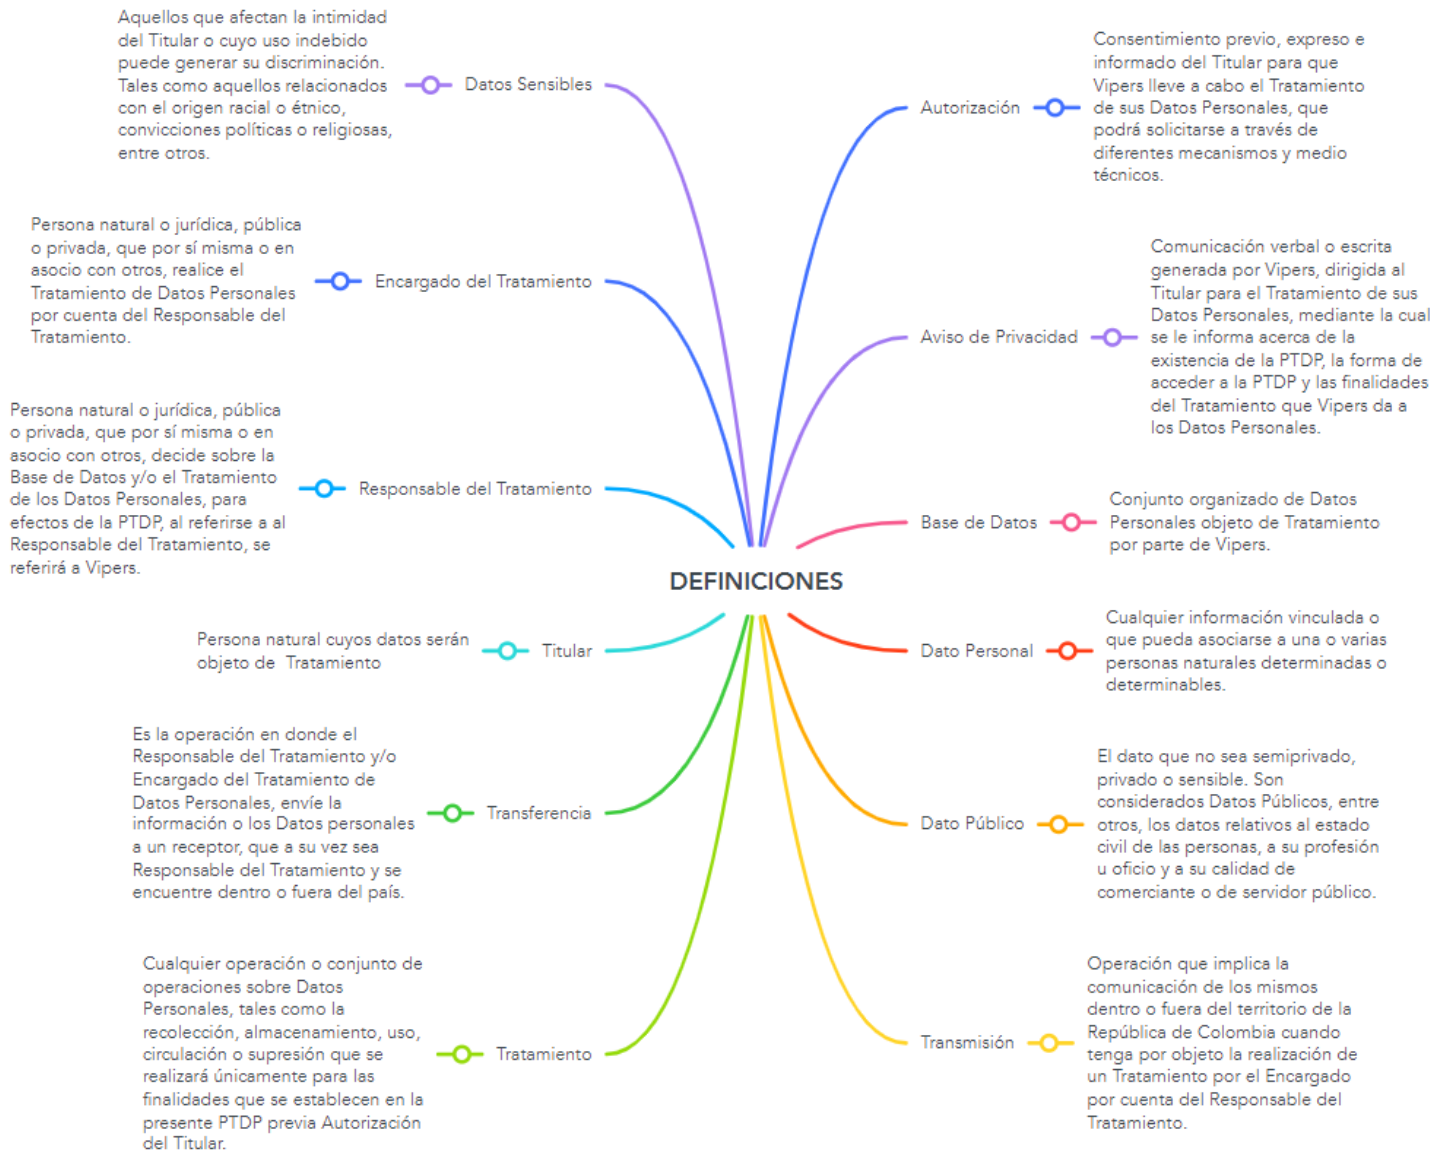 DEFINICIONES
Autorización
Consentimiento previo, expreso e
informado del Titular para que
Vipers lleve a cabo el Tratamiento
de sus Datos Personales, que
podrá solicitarse a través de
diferentes mecanismos y medio
técnicos.
Aviso de Privacidad
Comunicación verbal o escrita
generada por Vipers, dirigida al
Titular para el Tratamiento de sus
Datos Personales, mediante la cual
se le informa acerca de la
existencia de la PTDP, la forma de
acceder a la PTDP y las finalidades
del Tratamiento que Vipers da a
los Datos Personales.
Base de Datos
Conjunto organizado de Datos
Personales objeto de Tratamiento
por parte de Vipers.
Dato Personal
Cualquier información vinculada o
que pueda asociarse a una o varias
personas naturales determinadas o
determinables.
Dato Público
El dato que no sea semiprivado,
privado o sensible. Son
considerados Datos Públicos, entre
otros, los datos relativos al estado
civil de las personas, a su profesión
u oficio y a su calidad de
comerciante o de servidor público.
Transmisión
Operación que implica la
comunicación de los mismos
dentro o fuera del territorio de la
República de Colombia cuando
tenga por objeto la realización de
un Tratamiento por el Encargado
por cuenta del Responsable del
Tratamiento.
Datos Sensibles
Aquellos que afectan la intimidad
del Titular o cuyo uso indebido
puede generar su discriminación.
Tales como aquellos relacionados
con el origen racial o étnico,
convicciones políticas o religiosas,
entre otros.
Encargado del Tratamiento
Persona natural o jurídica, pública
o privada, que por sí misma o en
asocio con otros, realice el
Tratamiento de Datos Personales
por cuenta del Responsable del
Tratamiento.
Responsable del Tratamiento
Persona natural o jurídica, pública
o privada, que por sí misma o en
asocio con otros, decide sobre la
Base de Datos y/o el Tratamiento
de los Datos Personales, para
efectos de la PTDP, al referirse a al
Responsable del Tratamiento, se
referirá a Vipers.
Titular
Persona natural cuyos datos serán
objeto de Tratamiento
Transferencia
Es la operación en donde el
Responsable del Tratamiento y/o
Encargado del Tratamiento de
Datos Personales, envíe la
información o los Datos personales
a un receptor, que a su vez sea
Responsable del Tratamiento y se
encuentre dentro o fuera del país.
Tratamiento
Cualquier operación o conjunto de
operaciones sobre Datos
Personales, tales como la
recolección, almacenamiento, uso,
circulación o supresión que se
realizará únicamente para las
finalidades que se establecen en la
presente PTDP previa Autorización
del Titular.